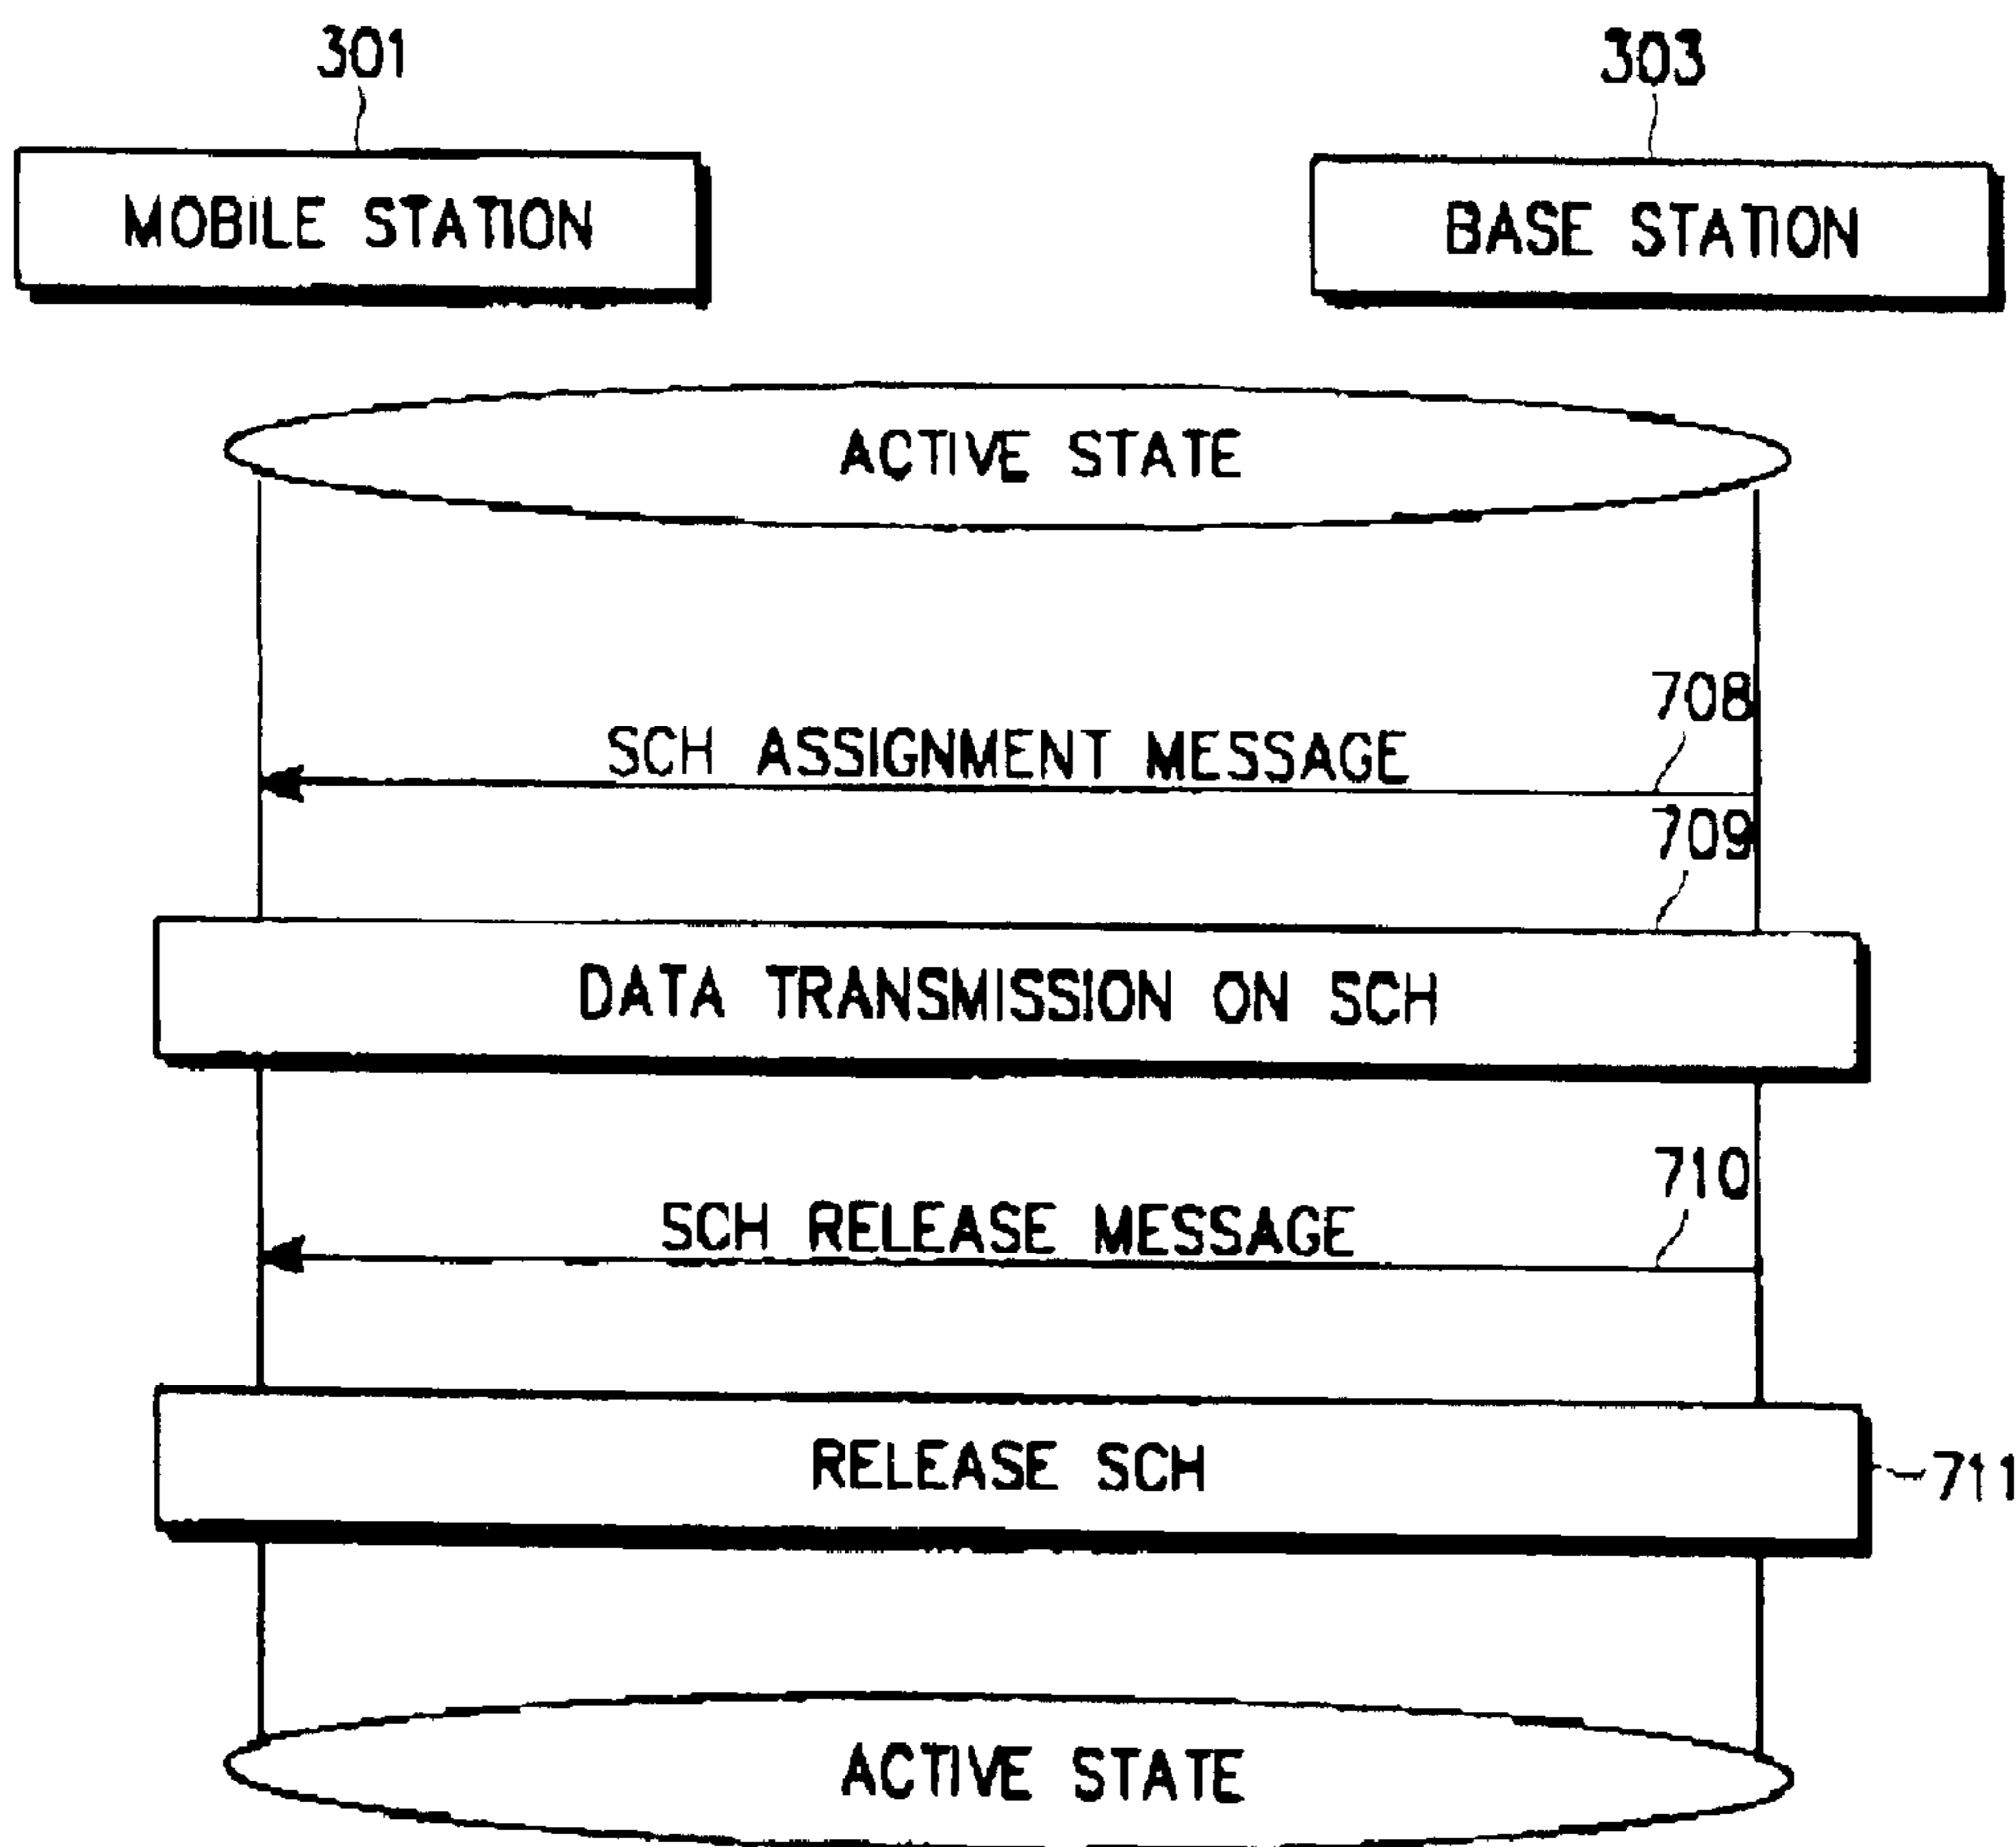 301
303
MOBILE STATION
BASE STATION
ACTIVE STATE
708
SCH ASSIGNMENT MESSAGE
709
DATA TRANSMISSION ON SCH
710
SCH RELEASE MESSAGE
RELEASE SCH
711
ACTIVE STATE